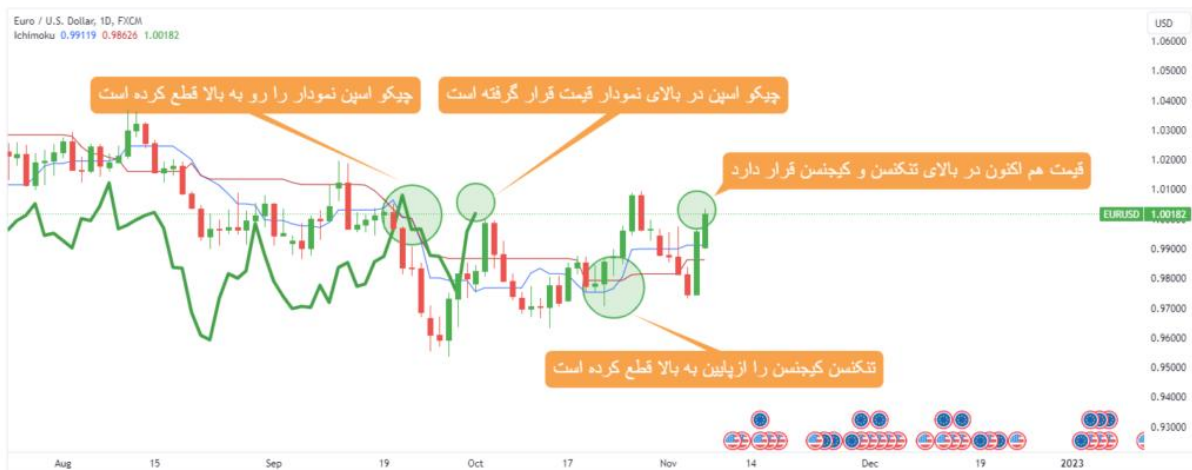 Euro / U.S. Dollar, 1D, FXCM
Ichimoku 0.99119 0.98626 1.00182
USD
1.06000
1.05000
1.04000
چیکو اسپن نمودار را رو به بالا قطع کرده است
چیکو اسپن در بالای نمودار قیمت قرار گرفته است
1.03000
1.02000
قیمت هم اکنون در بالای تنکنسن و کیجنسن قرار دارد
1.01000
EURUSD 1.00182
0.99000
0.98000
0.97000
0.96000
تنکنسن کیجنسن را ازپایین به بالا قطع کرده است
0.95000
0.94000
0.93000
Aug 15 Sep 19 Oct 17 Nov 14 Dec 19 2023